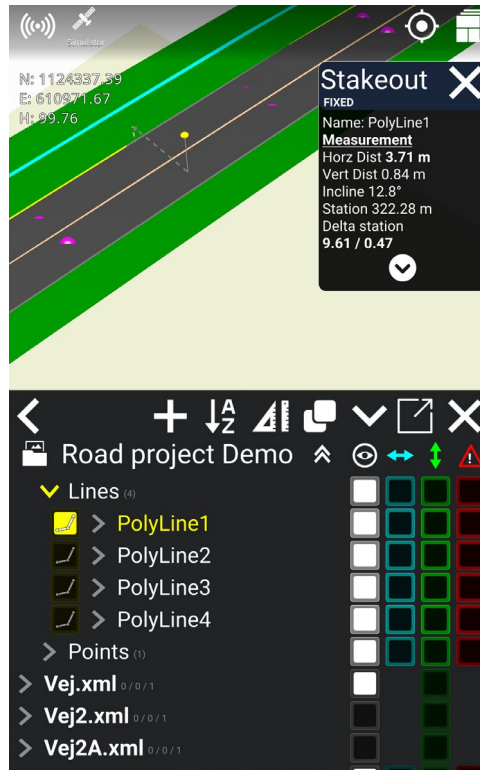 Simulator
N: 1124337.39
E: 610971.67
H: 99.76
Stakeout
FIXED
Name: PolyLine1
Measurement
Horz Dist 3.71 m
Vert Dist 0.84 m
Incline 12.8°
Station 322.28 m
Delta station
9.61 / 0.47
A
Z
Road project Demo
Lines (4)
PolyLine1
PolyLine2
PolyLine3
PolyLine4
Points (1)
Vej.xml 0/0/1
Vej2.xml 0/0/1
Vej2A.xml 0/0/1